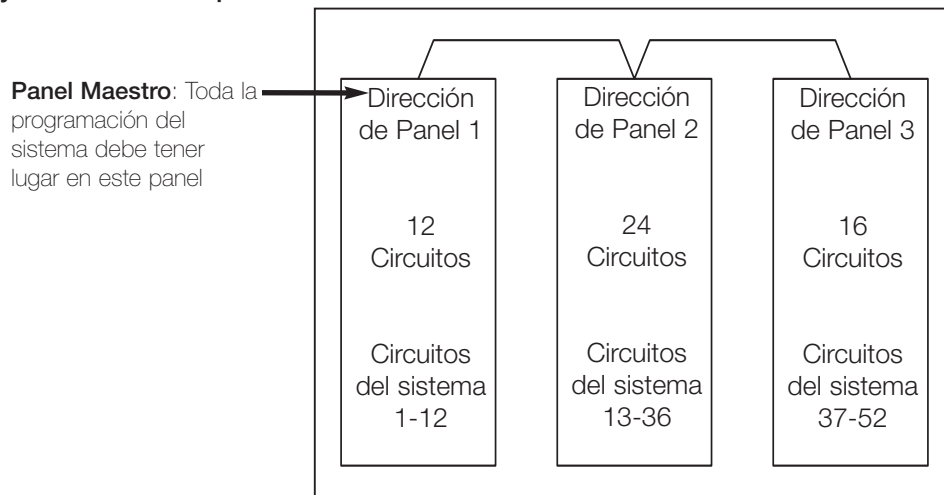 Panel Maestro: Toda la
programación del
sistema debe tener
lugar en este panel
Dirección
de Panel 1
12
Circuitos
Circuitos
del sistema
1-12
Dirección
de Panel 2
24
Circuitos
Circuitos
del sistema
13-36
Dirección
de Panel 3
16
Circuitos
Circuitos
del sistema
37-52